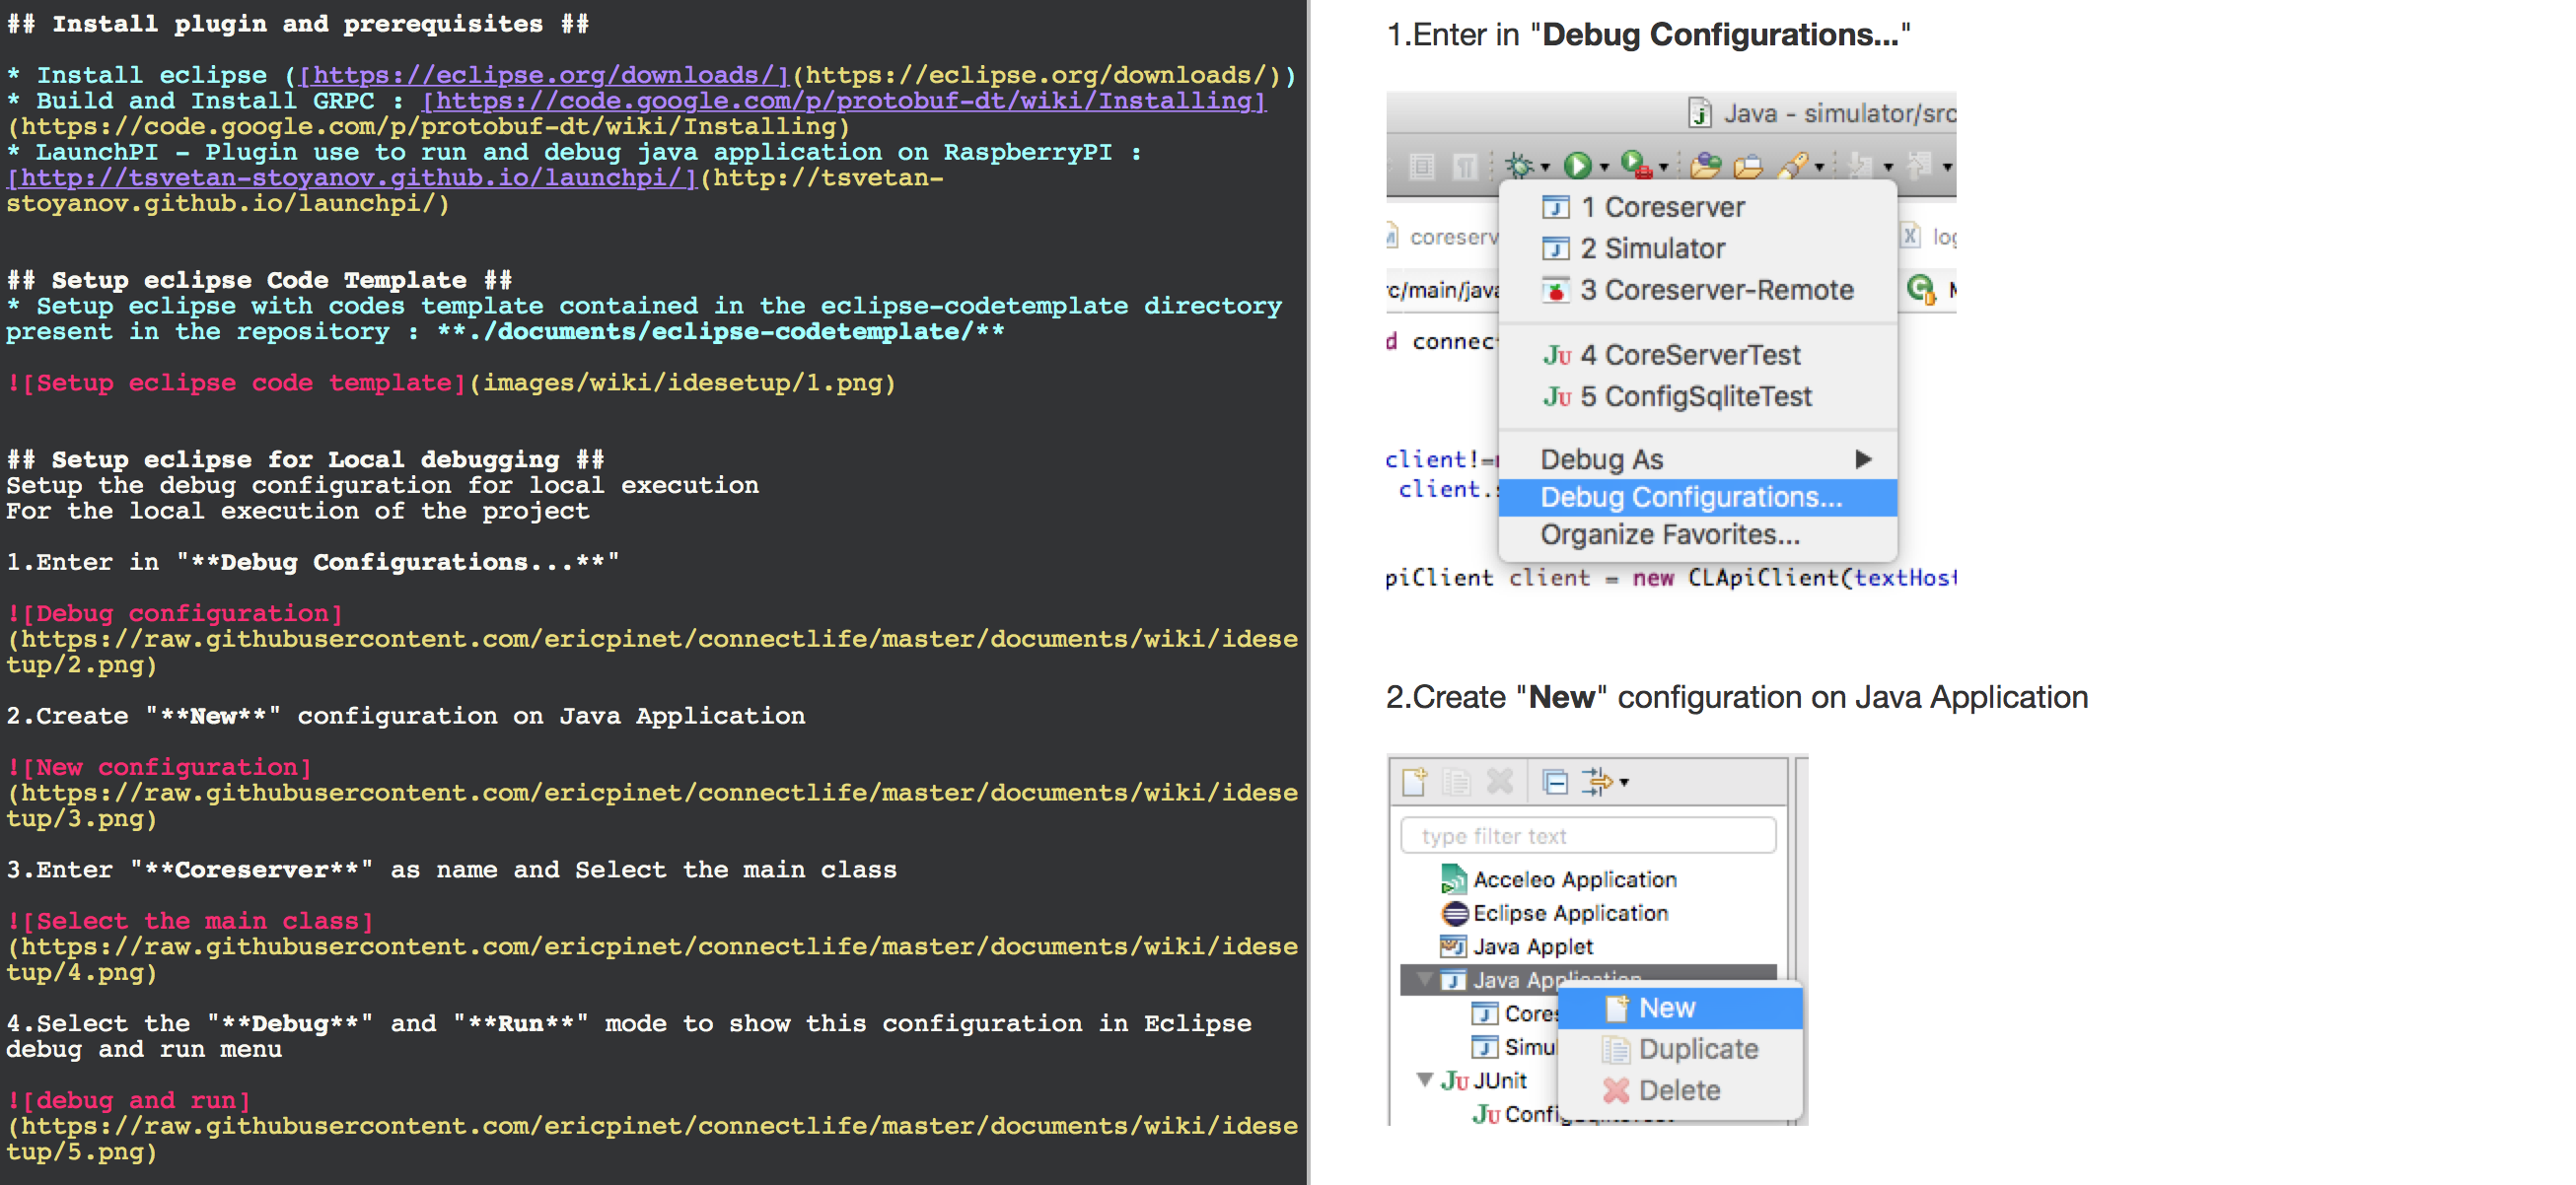 ## Install plugin and prerequisites ##
* Install eclipse ([https://eclipse.org/downloads/](https://eclipse.org/downloads/))
* Build and Install GRPC : [https://code.google.com/p/protobuf-dt/wiki/Installing]
(https://code.google.com/p/protobuf-dt/wiki/Installing)
* LaunchPI - Plugin use to run and debug java application on RaspberryPI :
[http://tsvetan-stoyanov.github.io/launchpi/](http://tsvetan-
stoyanov.github.io/launchpi/)
## Setup eclipse Code Template ##
* Setup eclipse with codes template contained in the eclipse-codetemplate directory
present in the repository : **./documents/eclipse-codetemplate/**
![Setup eclipse code template](images/wiki/idesetup/1.png)
## Setup eclipse for Local debugging ##
Setup the debug configuration for local execution
For the local execution of the project
1.Enter in "**Debug Configurations...**"
![Debug configuration]
(https://raw.githubusercontent.com/ericpinet/connectlife/master/documents/wiki/idese
tup/2.png)
2.Create "**New**" configuration on Java Application
![New configuration]
(https://raw.githubusercontent.com/ericpinet/connectlife/master/documents/wiki/idese
tup/3.png)
3.Enter "**Coreserver**" as name and Select the main class
![Select the main class]
(https://raw.githubusercontent.com/ericpinet/connectlife/master/documents/wiki/idese
tup/4.png)
4.Select the "**Debug**" and "**Run**" mode to show this configuration in Eclipse
debug and run menu
![debug and run]
(https://raw.githubusercontent.com/ericpinet/connectlife/master/documents/wiki/idese
tup/5.png)
1.Enter in "Debug Configurations..."
Java - simulator/src
1 Coreserver
coreserv
2 Simulator
log
3 Coreserver-Remote
rc/main/java
M
d connect
4 CoreServerTest
5 ConfigSqliteTest
client!=
Debug As
client.
Debug Configurations...
Organize Favorites...
piClient client = new CLApiClient(textHost
2.Create "New" configuration on Java Application
type filter text
Acceleo Application
Eclipse Application
Java Applet
Java Application
Cores
New
Simul
Duplicate
JUnit
Delete
Confi